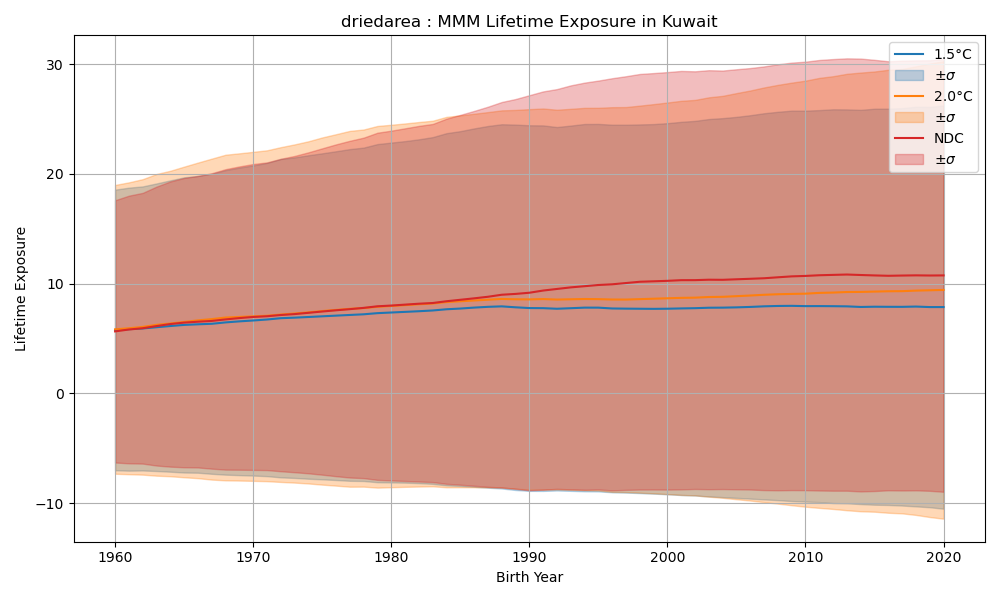 driedarea : MMM Lifetime Exposure in Kuwait
Lifetime Exposure
30
20
10
0
−10
1960
1970
1980
1990
2000
2010
2020
Birth Year
1.5°C
±σ
2.0°C
±σ
NDC
±σ